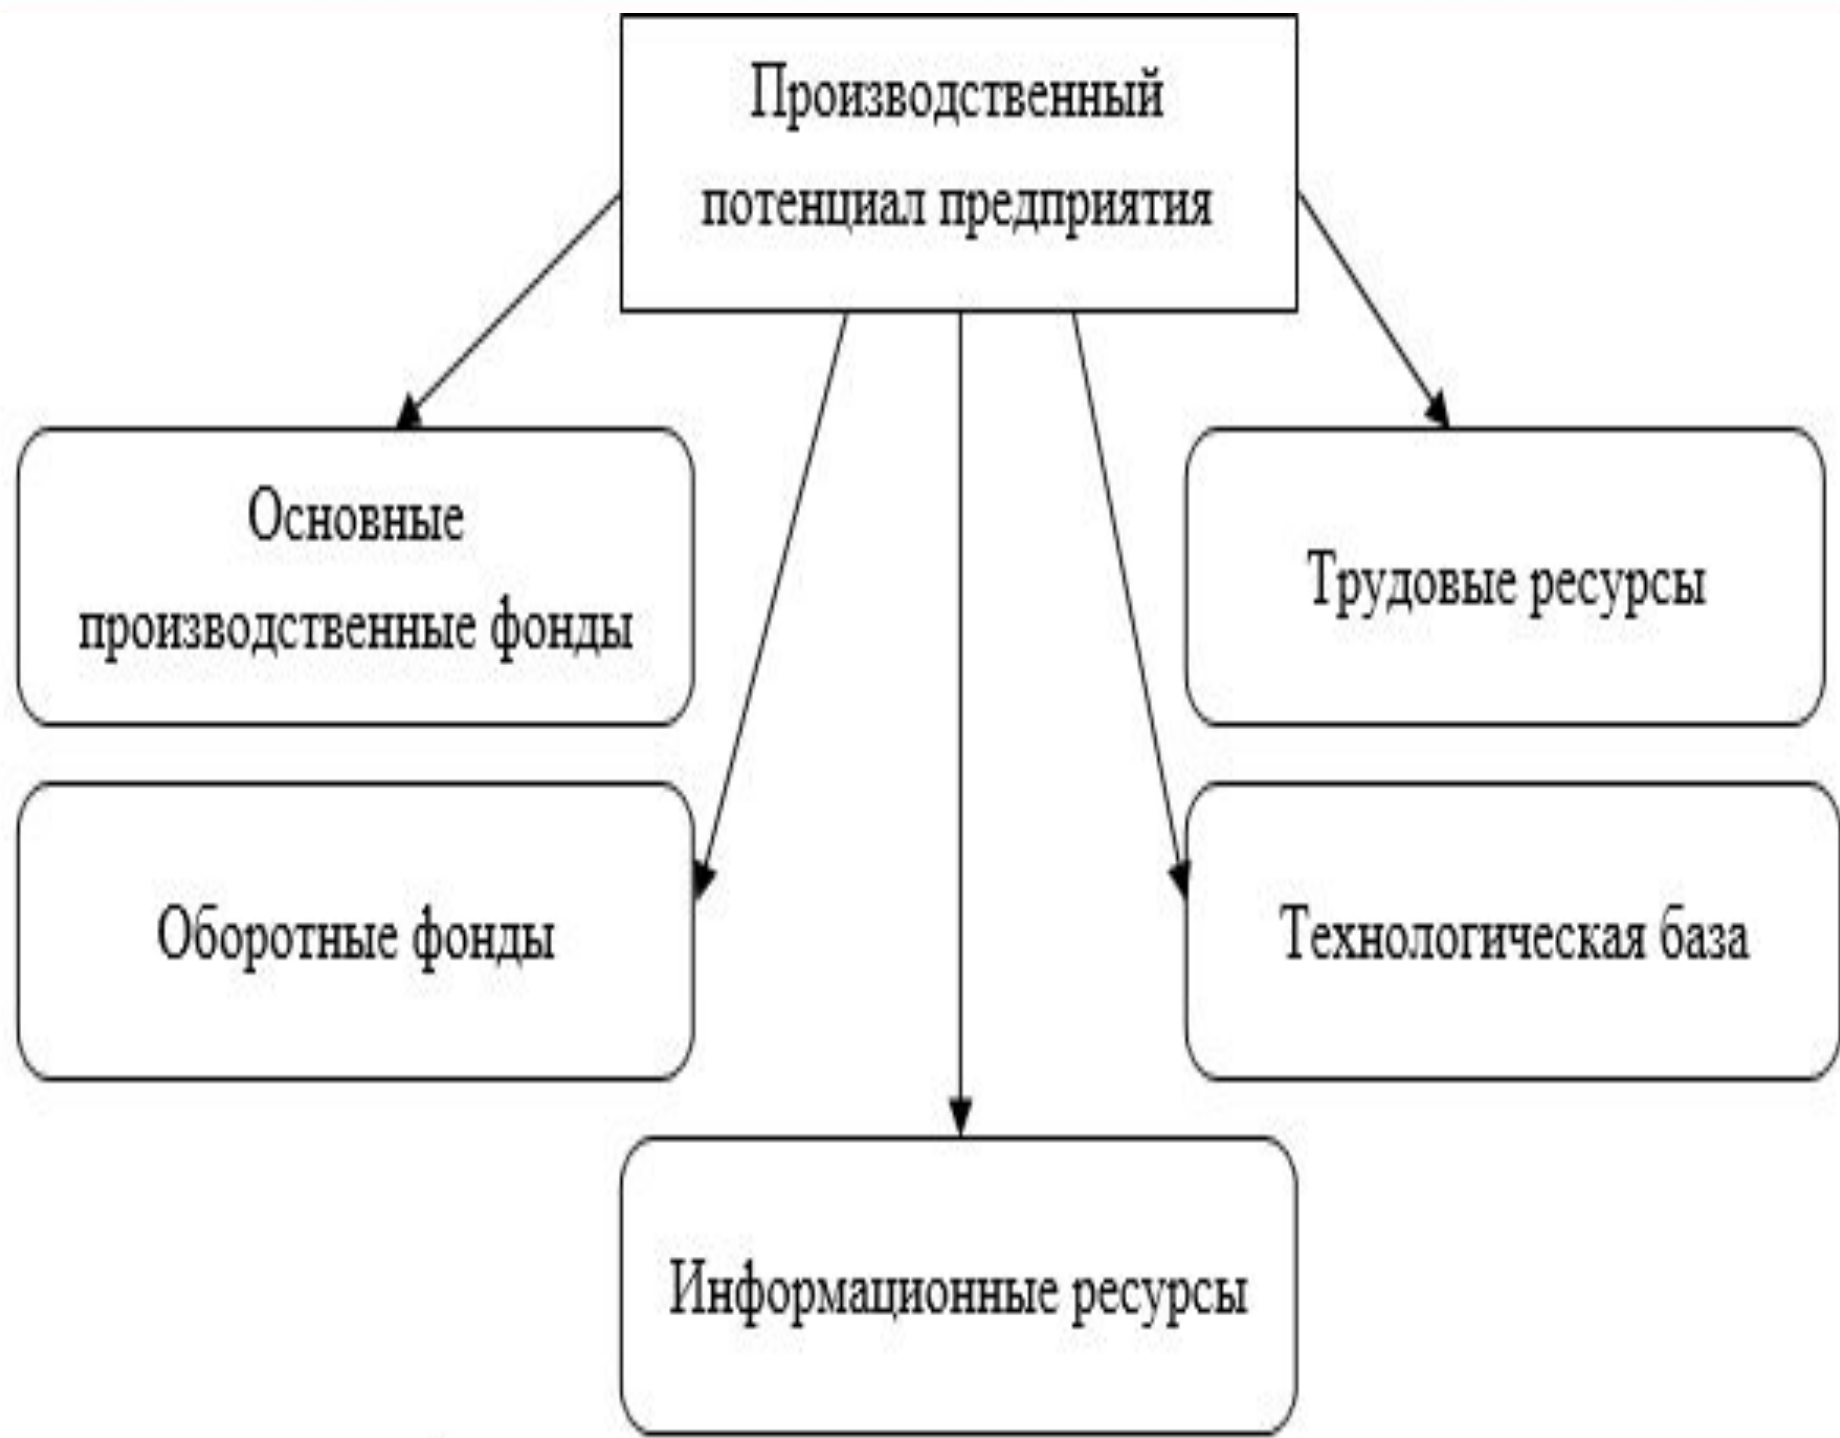 Производственный
потенциал предприятия
Основные
производственные фонды
Трудовые ресурсы
Оборотные фонды
Технологическая база
Информационные ресурсы